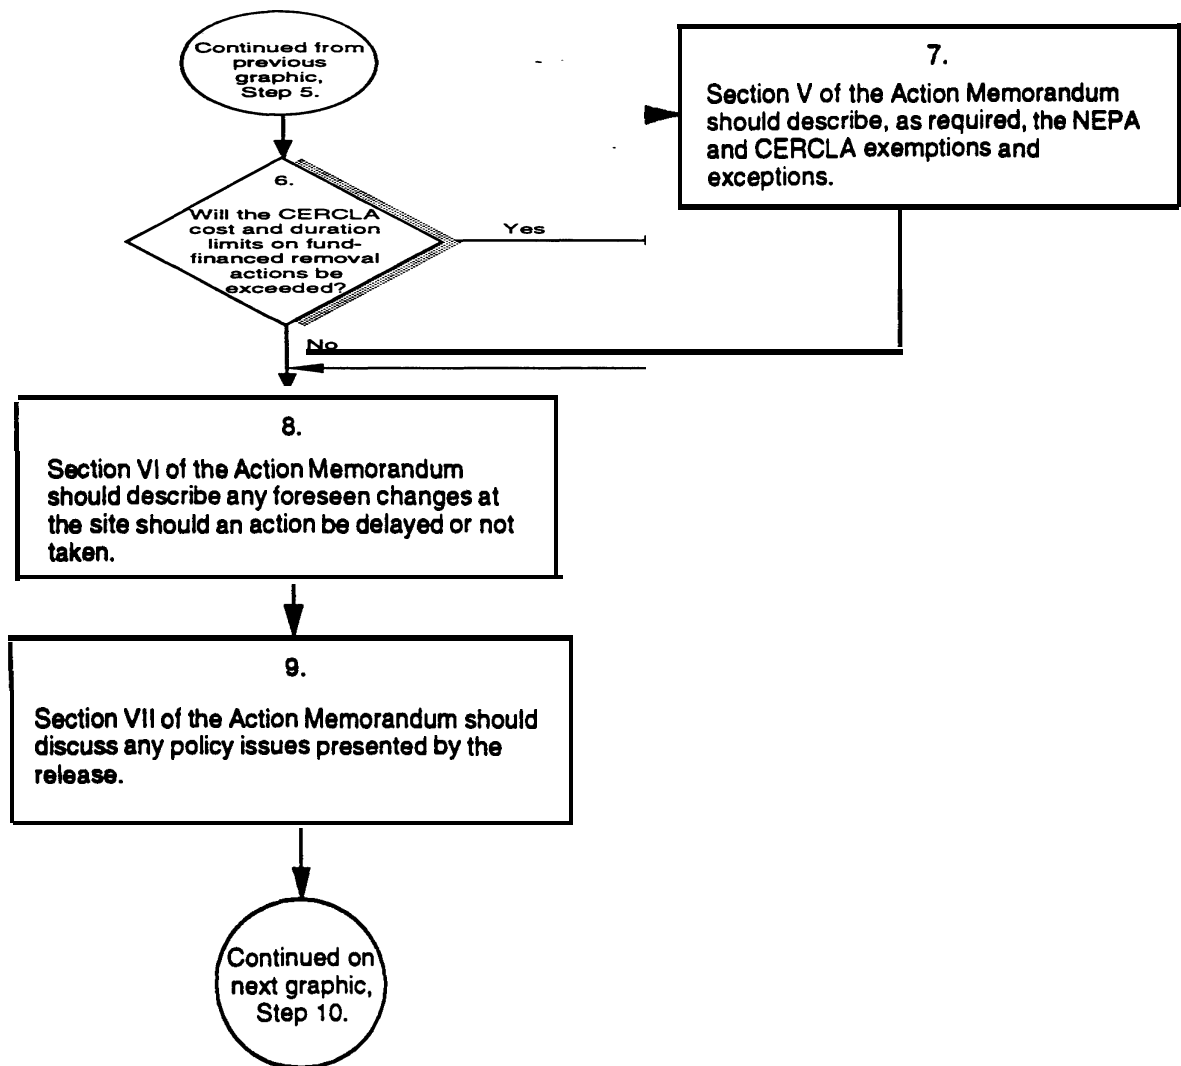 Continued from
previous
graphic,
Step 5.
6.
Will the CERCLA
cost and duration
limits on fund-
financed removal
actions be
exceeded?
Yes
No
7.
Section V of the Action Memorandum
should describe, as required, the NEPA
and CERCLA exemptions and
exceptions.
8.
Section VI of the Action Memorandum
should describe any foreseen changes at
the site should an action be delayed or not
taken.
9.
Section VII of the Action Memorandum should
discuss any policy issues presented by the
release.
Continued on
next graphic,
Step 10.